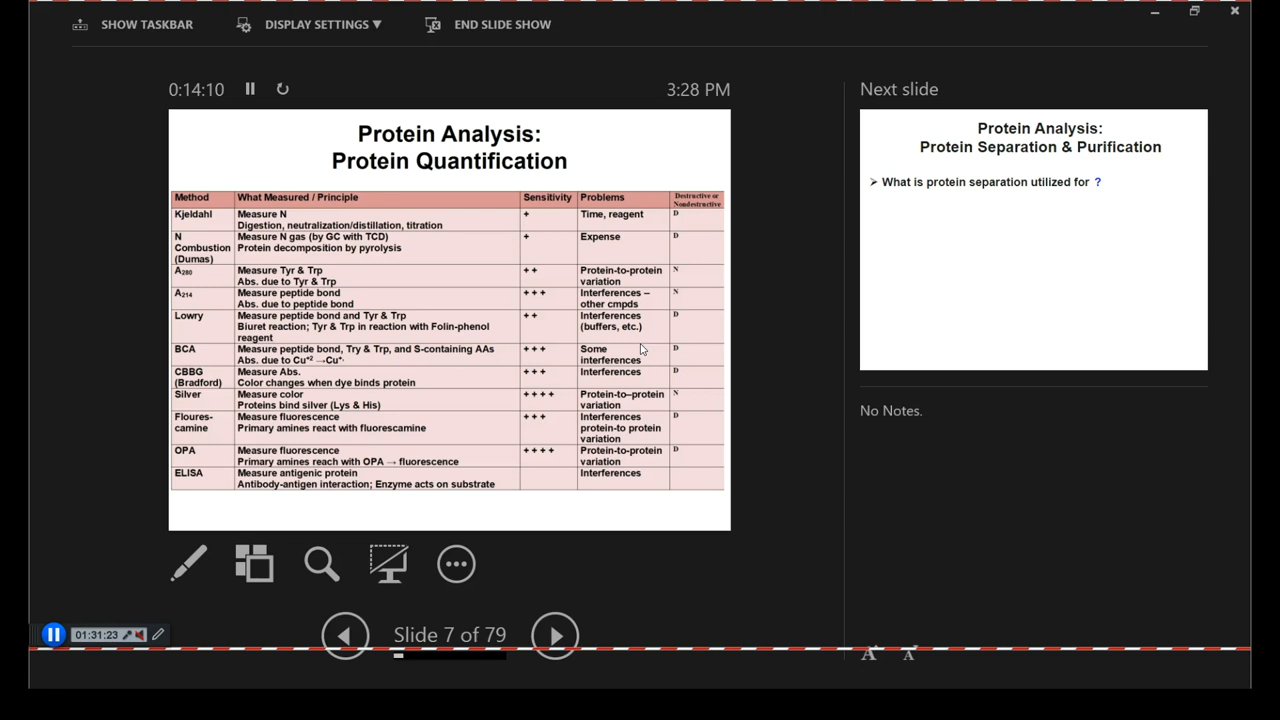 SHOW TASKBAR
DISPLAY SETTINGS ▼
END SLIDE SHOW
0:14:10
3:28 PM
Protein Analysis:
Protein Quantification
Method What Measured / Principle Sensitivity Problems Destructive or Nondestructive
Kjeldahl Measure N + Time, reagent D
Digestion, neutralization/distillation, titration
N Measure N gas (by GC with TCD) + Expense D
Combustion Protein decomposition by pyrolysis
(Dumas)
A280 Measure Tyr & Trp + + Protein-to-protein N
Abs. due to Tyr & Trp variation
A214 Measure peptide bond + + + Interferences – N
Abs. due to peptide bond other cmpds
Lowry Measure peptide bond and Tyr & Trp + + Interferences D
Biuret reaction; Tyr & Trp in reaction with Folin-phenol (buffers, etc.)
reagent
BCA Measure peptide bond, Try & Trp, and S-containing AAs + + + Some D
Abs. due to Cu+2 →Cu+. interferences
CBBG Measure Abs. + + + Interferences D
(Bradford) Color changes when dye binds protein
Silver Measure color + + + + Protein-to–protein N
Proteins bind silver (Lys & His) variation
Floures- Measure fluorescence + + + Interferences D
camine Primary amines react with fluorescamine protein-to protein
variation
OPA Measure fluorescence + + + + Protein-to-protein D
Primary amines reach with OPA → fluorescence variation
ELISA Measure antigenic protein Interferences
Antibody-antigen interaction; Enzyme acts on substrate
Slide 7 of 79
01:31:23
Next slide
Protein Analysis:
Protein Separation & Purification
➢ What is protein separation utilized for ?
No Notes.
A A